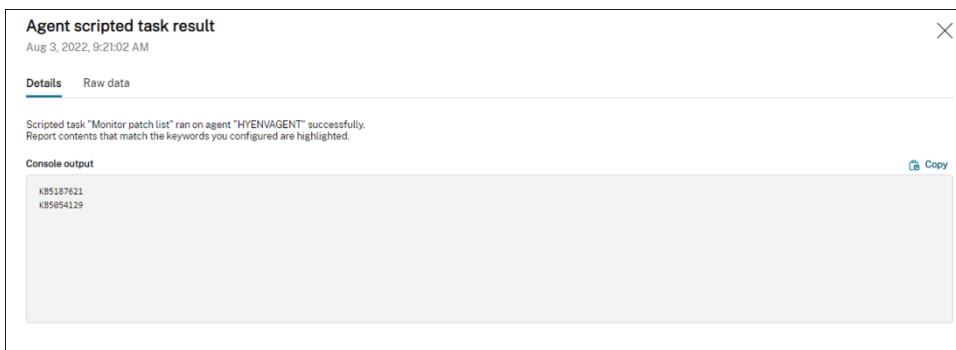 Agent scripted task result
Aug 3, 2022, 9:21:02 AM
Details Raw data
Scripted task "Monitor patch list" ran on agent "HYENVAGENT" successfully.
Report contents that match the keywords you configured are highlighted.
Console output Copy
KB5187621
KB5054129